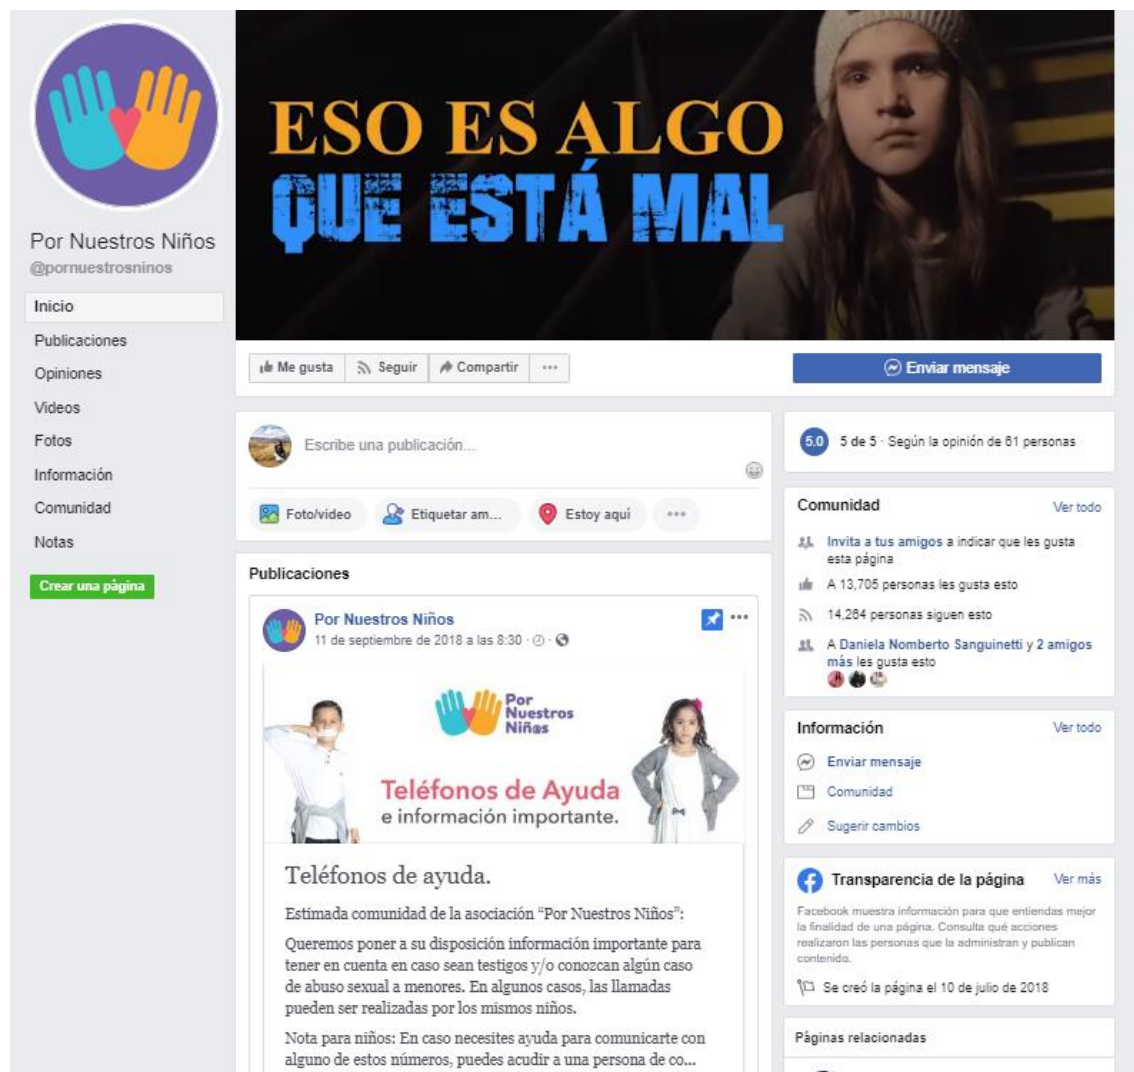 ESO ES ALGO
QUE ESTÁ MAL
Por Nuestros Niños
@pornuestrosninos
Inicio
Publicaciones
Opiniones
Videos
Fotos
Información
Comunidad
Notas
Crear una página
Me gusta
Seguir
Compartir
Enviar mensaje
Escribe una publicación...
Foto/video
Etiquetar am...
Estoy aquí
Publicaciones
Por Nuestros Niños
11 de septiembre de 2018 a las 8:30
Por
Nuestros
Niñ@s
Teléfonos de Ayuda
e información importante.
Teléfonos de ayuda.
Estimada comunidad de la asociación “Por Nuestros Niños”:
Queremos poner a su disposición información importante para
tener en cuenta en caso sean testigos y/o conozcan algún caso
de abuso sexual a menores. En algunos casos, las llamadas
pueden ser realizadas por los mismos niños.
Nota para niños: En caso necesites ayuda para comunicarte con
alguno de estos números, puedes acudir a una persona de co...
5.0 5 de 5 · Según la opinión de 61 personas
Comunidad Ver todo
Invita a tus amigos a indicar que les gusta
esta página
A 13,705 personas les gusta esto
14,264 personas siguen esto
A Daniela Nomberto Sanguinetti y 2 amigos
más les gusta esto
Información Ver todo
Enviar mensaje
Comunidad
Sugerir cambios
Transparencia de la página Ver más
Facebook muestra información para que entiendas mejor
la finalidad de una página. Consulta qué acciones
realizaron las personas que la administran y publican
contenido.
Se creó la página el 10 de julio de 2018
Páginas relacionadas